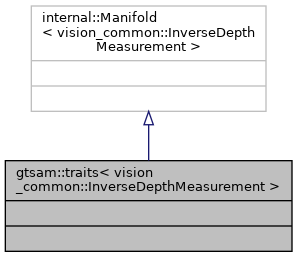 internal::Manifold
< vision_common::InverseDepth
Measurement >
gtsam::traits< vision
_common::InverseDepthMeasurement >